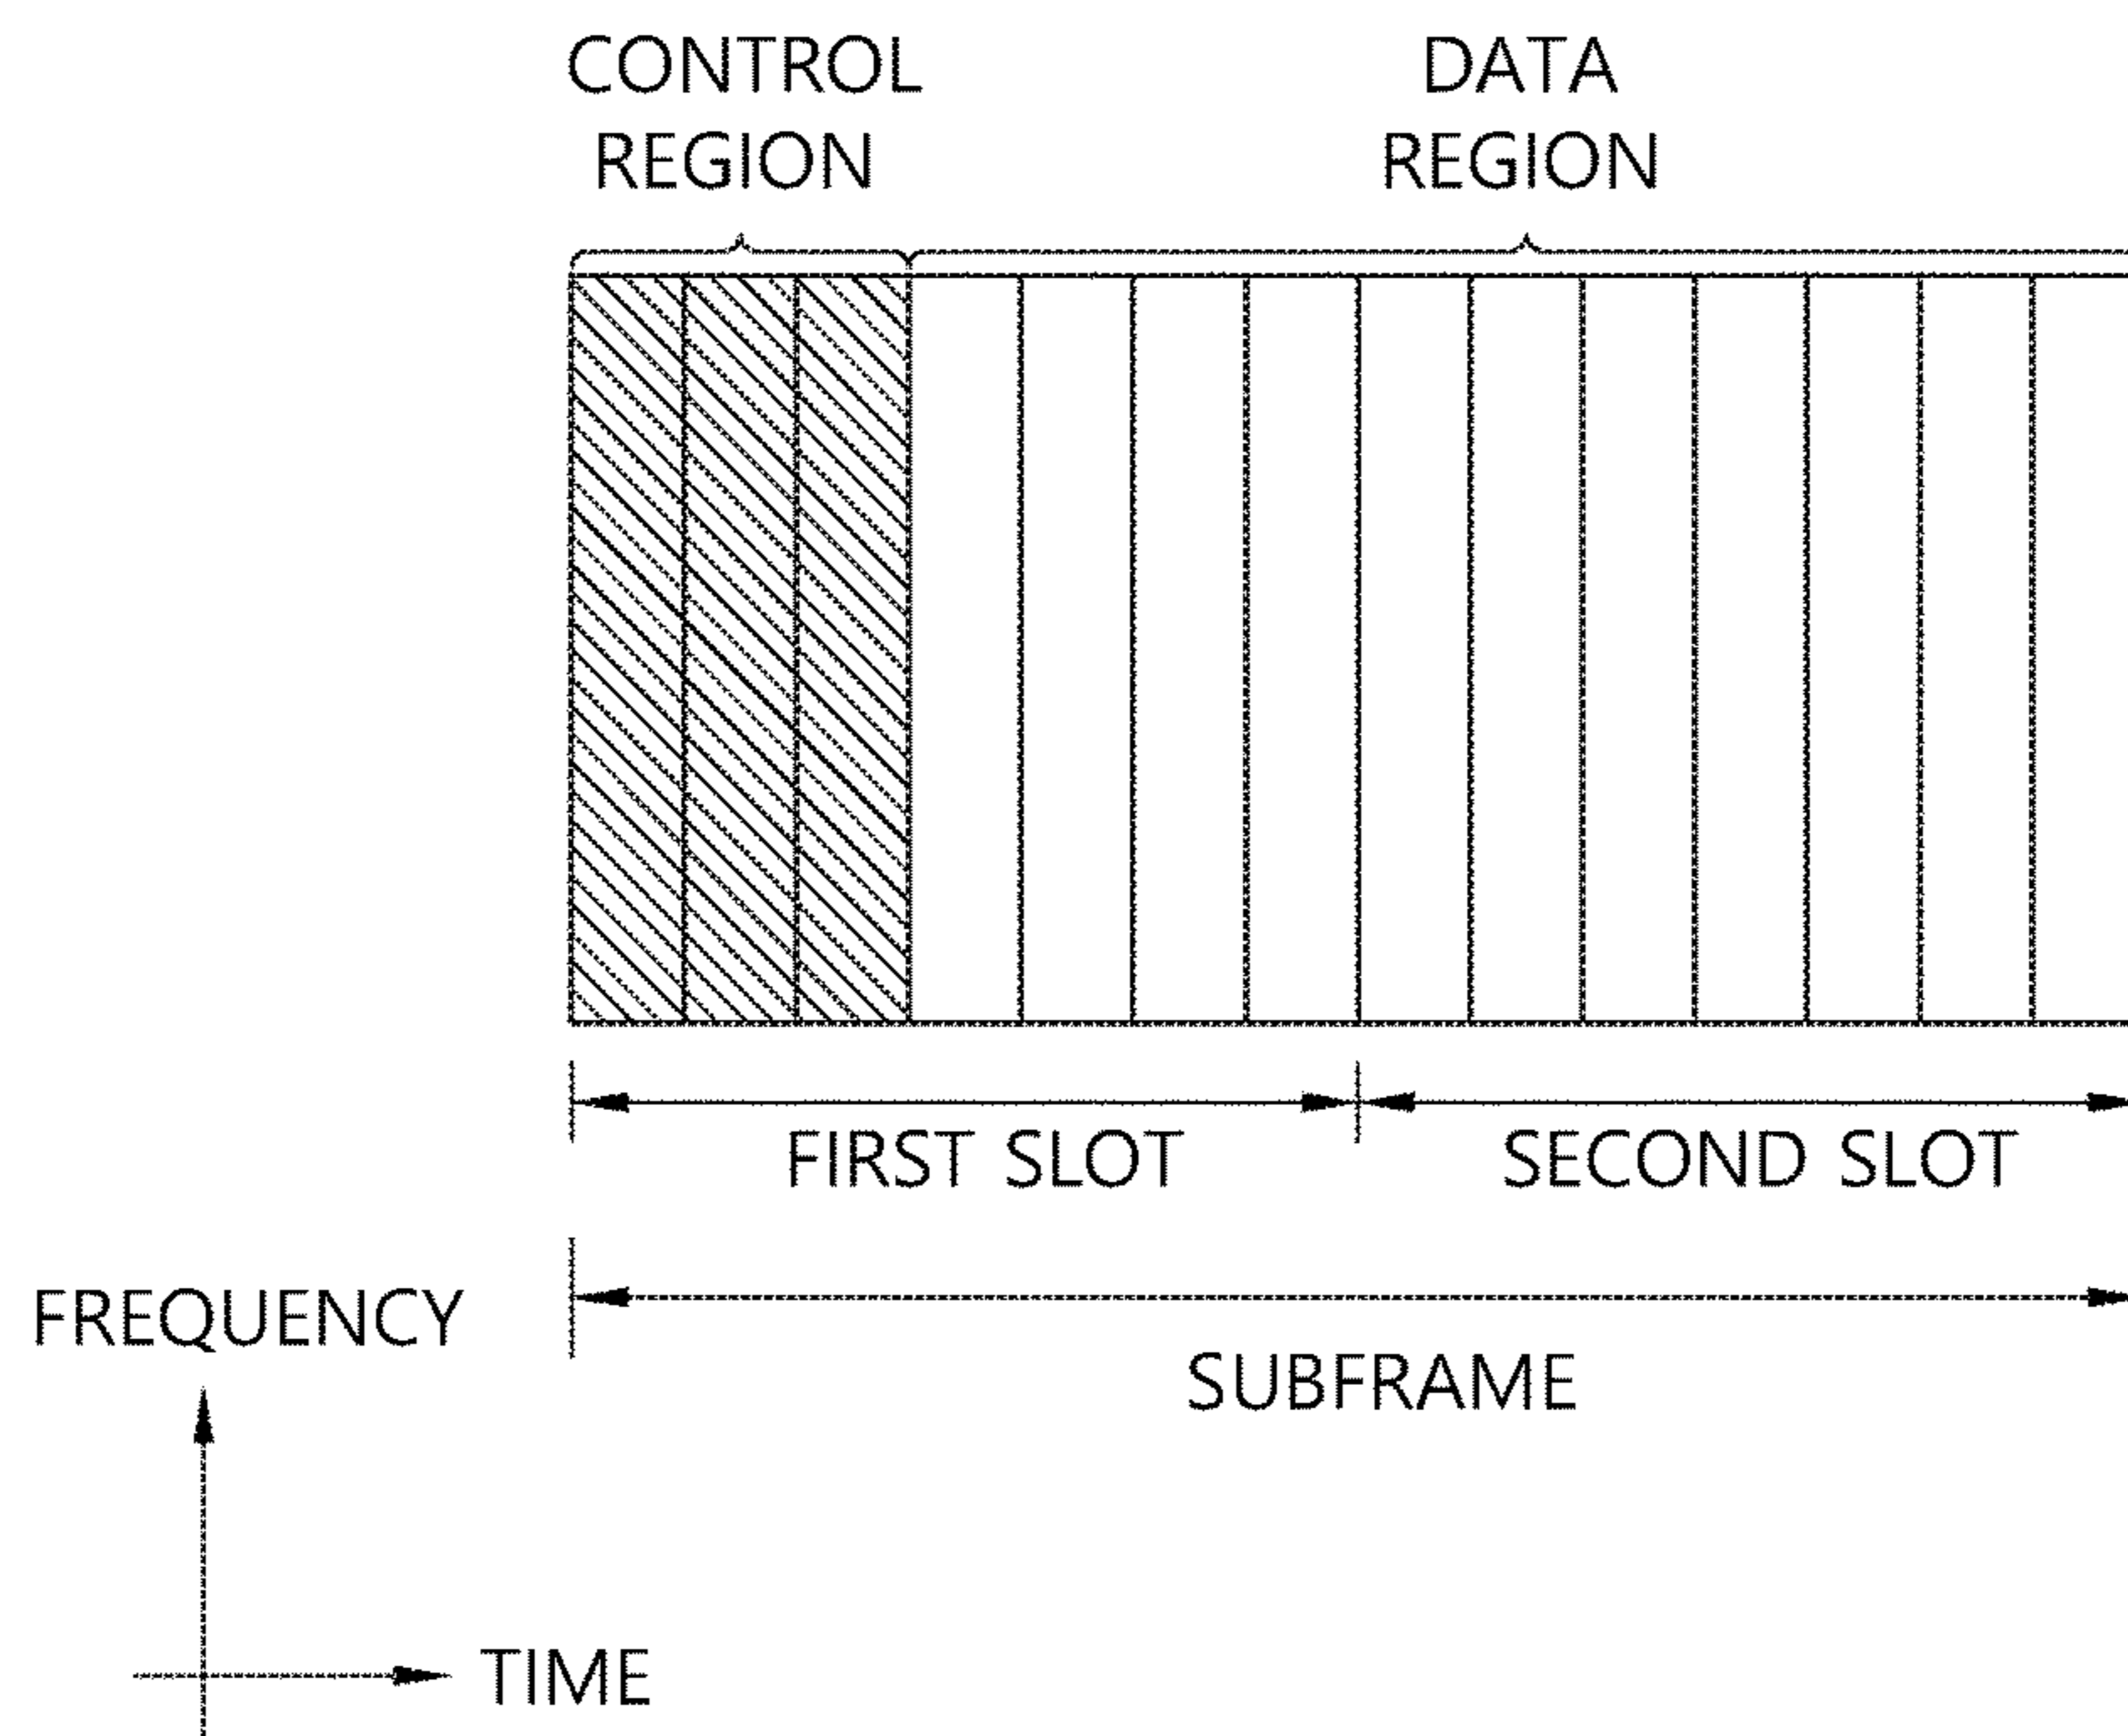 CONTROL
REGION
DATA
REGION
FIRST SLOT
SECOND SLOT
SUBFRAME
FREQUENCY
TIME